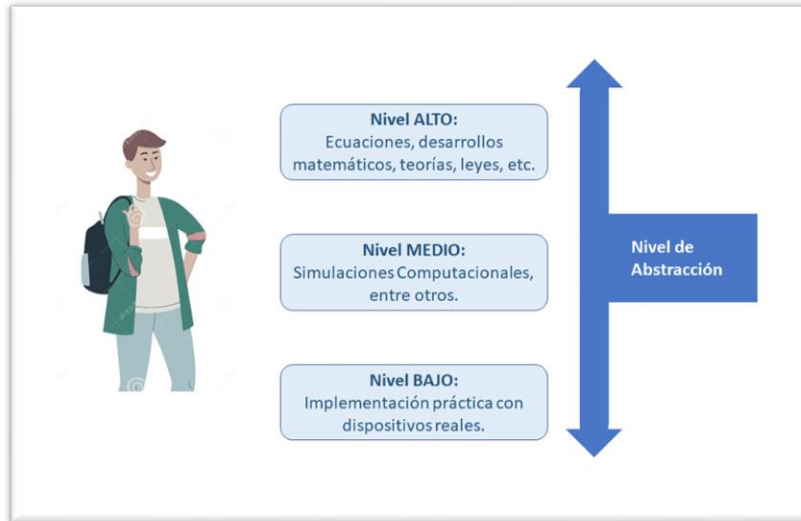 Nivel ALTO:
Ecuaciones, desarrollos
matemáticos, teorías, leyes, etc.
Nivel MEDIO:
Simulaciones Computacionales,
entre otros.
Nivel de
Abstracción
Nivel BAJO:
Implementación práctica con
dispositivos reales.